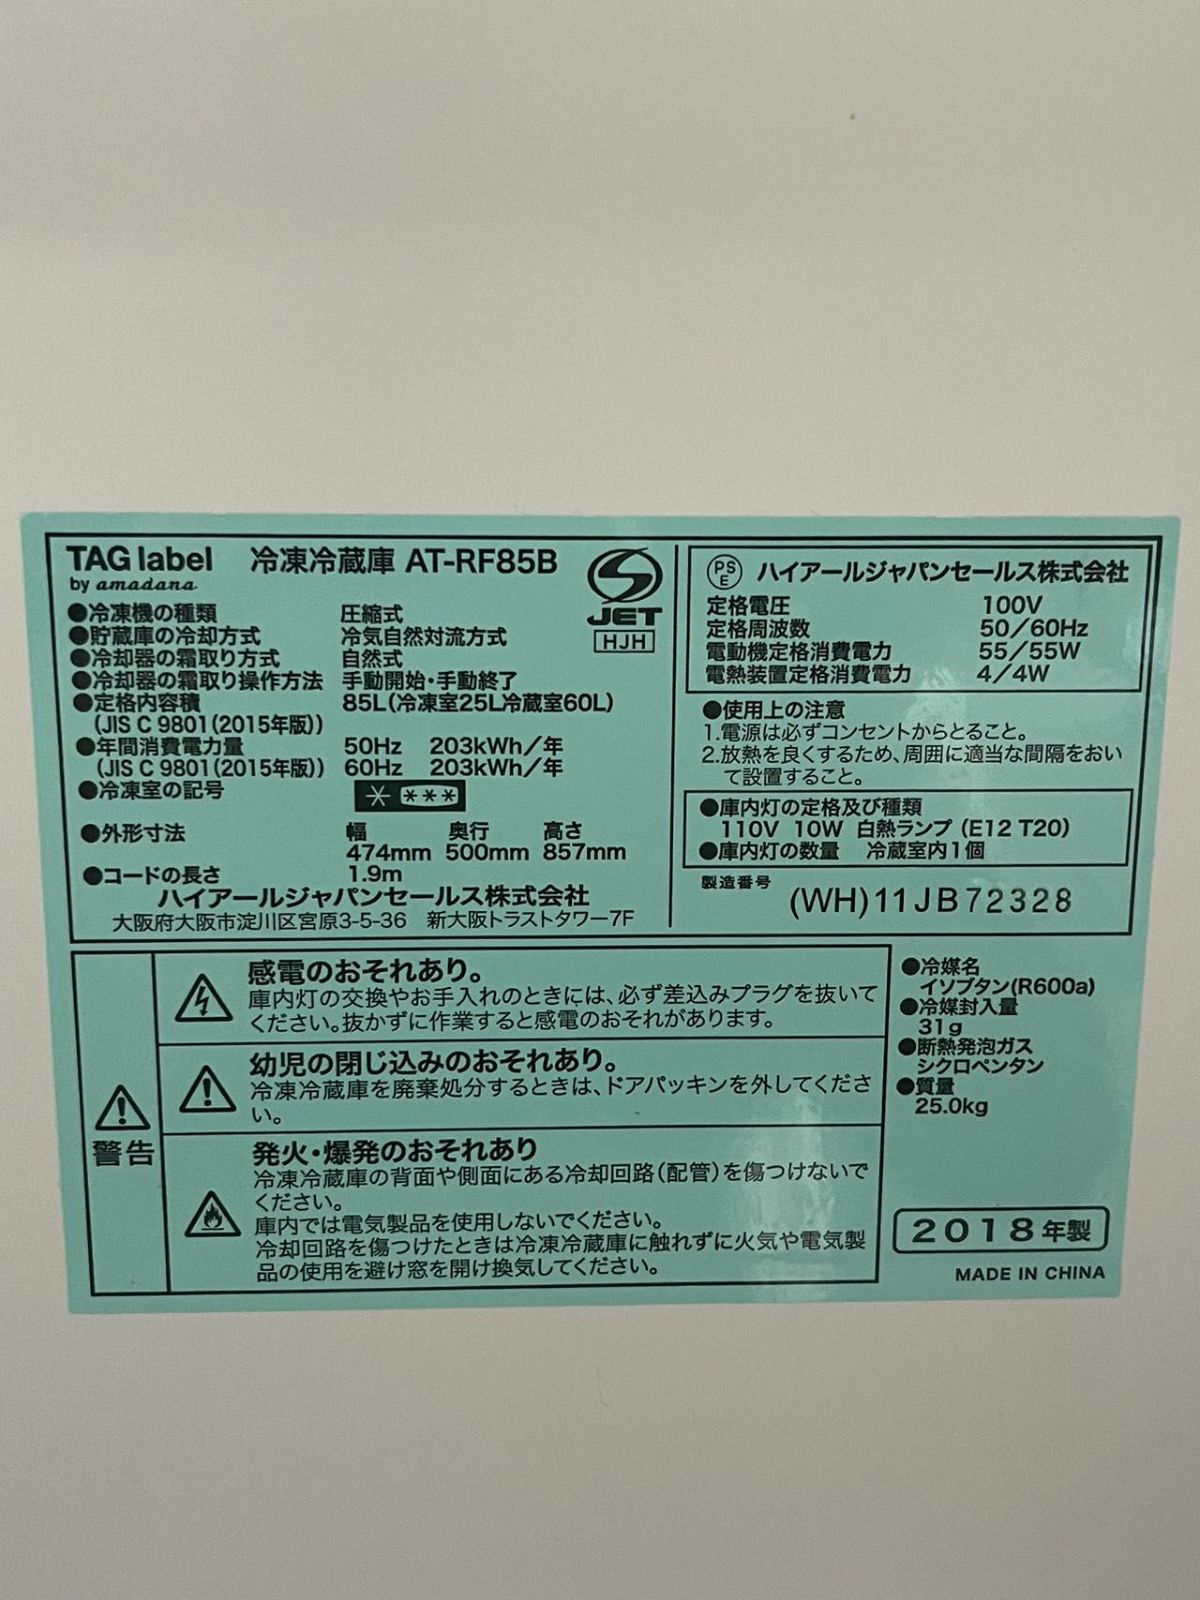 TAG label
by amadana
冷凍冷蔵庫 AT-RF85B
JET
HJH
●冷凍機の種類 圧縮式
●貯蔵庫の冷却方式 冷気自然対流方式
●冷却器の霜取り方式 自然式
●冷却器の霜取り操作方法 手動開始・手動終了
●定格内容積 85L(冷凍室25L冷蔵室60L)
(JIS C 9801(2015年版))
●年間消費電力量 50Hz 203kWh/年
(JIS C 9801(2015年版)) 60Hz 203kWh/年
●冷凍室の記号
●外形寸法 幅 奥行 高さ
474mm 500mm 857mm
●コードの長さ 1.9m
ハイアールジャパンセールス株式会社
大阪府大阪市淀川区宮原3-5-36 新大阪トラストタワー7F
PSE ハイアールジャパンセールス株式会社
定格電圧 100V
定格周波数 50/60Hz
電動機定格消費電力 55/55W
電熱装置定格消費電力 4/4W
●使用上の注意
1.電源は必ずコンセントからとること。
2.放熱を良くするため、周囲に適当な間隔をおい
て設置すること。
●庫内灯の定格及び種類
110V 10W 白熱ランプ (E12 T20)
●庫内灯の数量 冷蔵室内1個
製造番号 (WH)11JB72328
警告
感電のおそれあり。
庫内灯の交換やお手入れのときには、必ず差込みプラグを抜いて
ください。抜かずに作業すると感電のおそれがあります。
幼児の閉じ込みのおそれあり。
冷凍冷蔵庫を廃棄処分するときは、ドアパッキンを外してくださ
い。
発火・爆発のおそれあり
冷凍冷蔵庫の背面や側面にある冷却回路(配管)を傷つけないで
ください。
庫内では電気製品を使用しないでください。
冷却回路を傷つけたときは冷凍冷蔵庫に触れずに火気や電気製
品の使用を避け窓を開け換気してください。
●冷媒名
イソブタン(R600a)
●冷媒封入量
31g
●断熱発泡ガス
シクロペンタン
●質量
25.0kg
2018年製
MADE IN CHINA